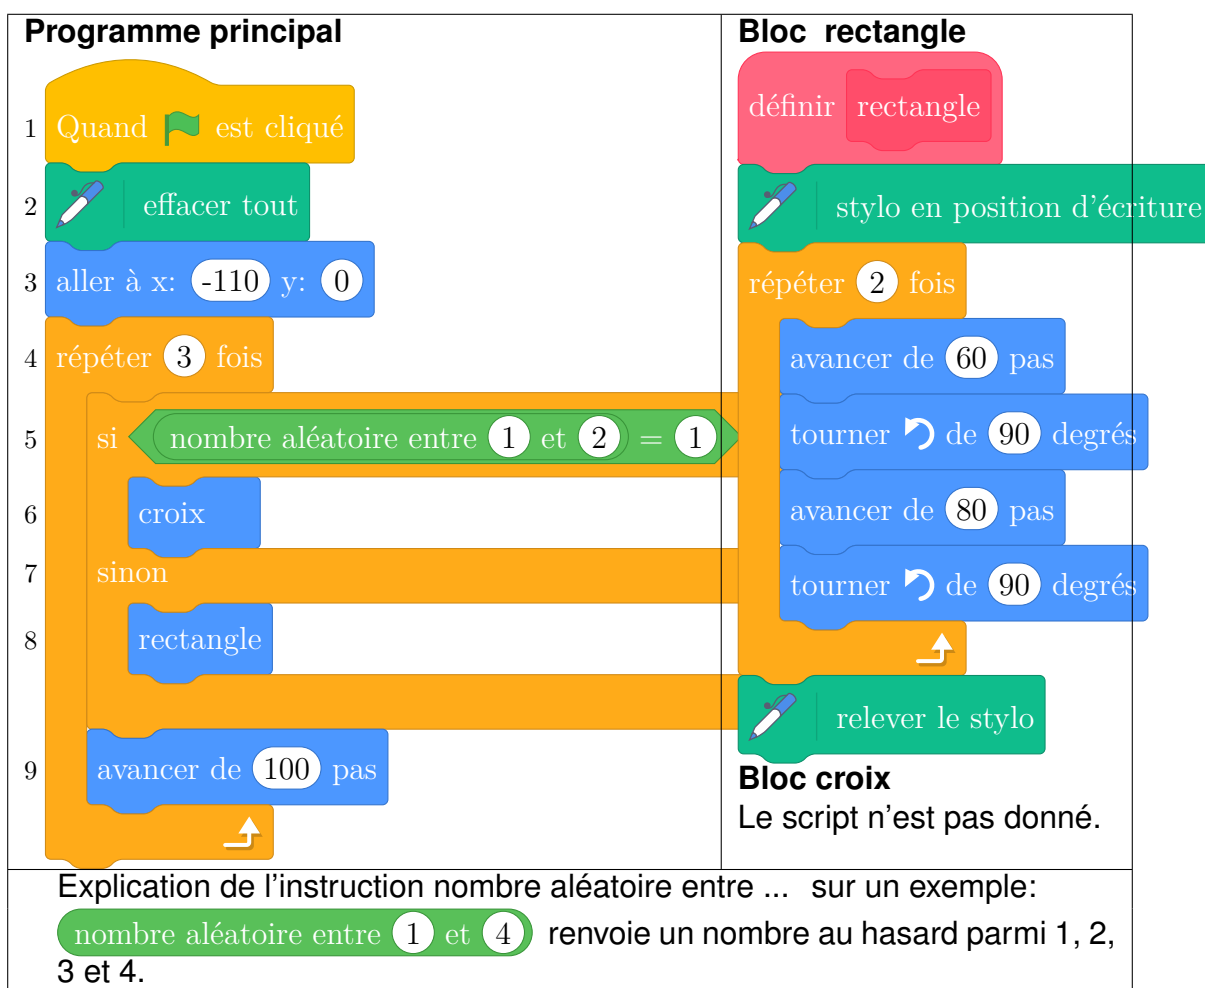 Programme principal
1 Quand est cliqué
2 effacer tout
3 aller à x: -110 y: 0
4 répéter 3 fois
5 si nombre aléatoire entre 1 et 2 = 1
6 croix
7 sinon
8 rectangle
9 avancer de 100 pas
Bloc rectangle
définir rectangle
stylo en position d'écriture
répéter 2 fois
avancer de 60 pas
tourner de 90 degrés
avancer de 80 pas
tourner de 90 degrés
relever le stylo
Bloc croix
Le script n'est pas donné.
Explication de l'instruction nombre aléatoire entre ... sur un exemple:
nombre aléatoire entre 1 et 4 renvoie un nombre au hasard parmi 1, 2,
3 et 4.